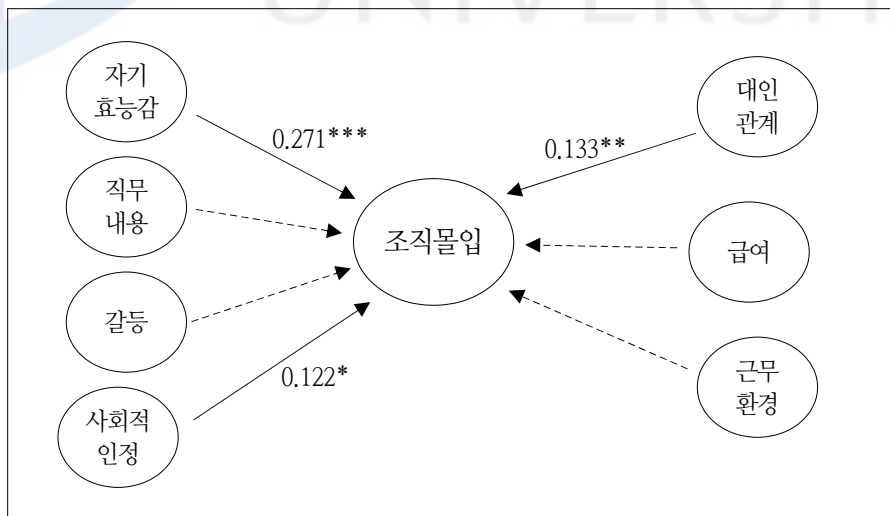 UNIVERSIT
자기
효능감
대인
관계
0.271***
0.133**
직무
내용
조직몰입
급여
갈등
0.122*
근무
환경
사회적
인정